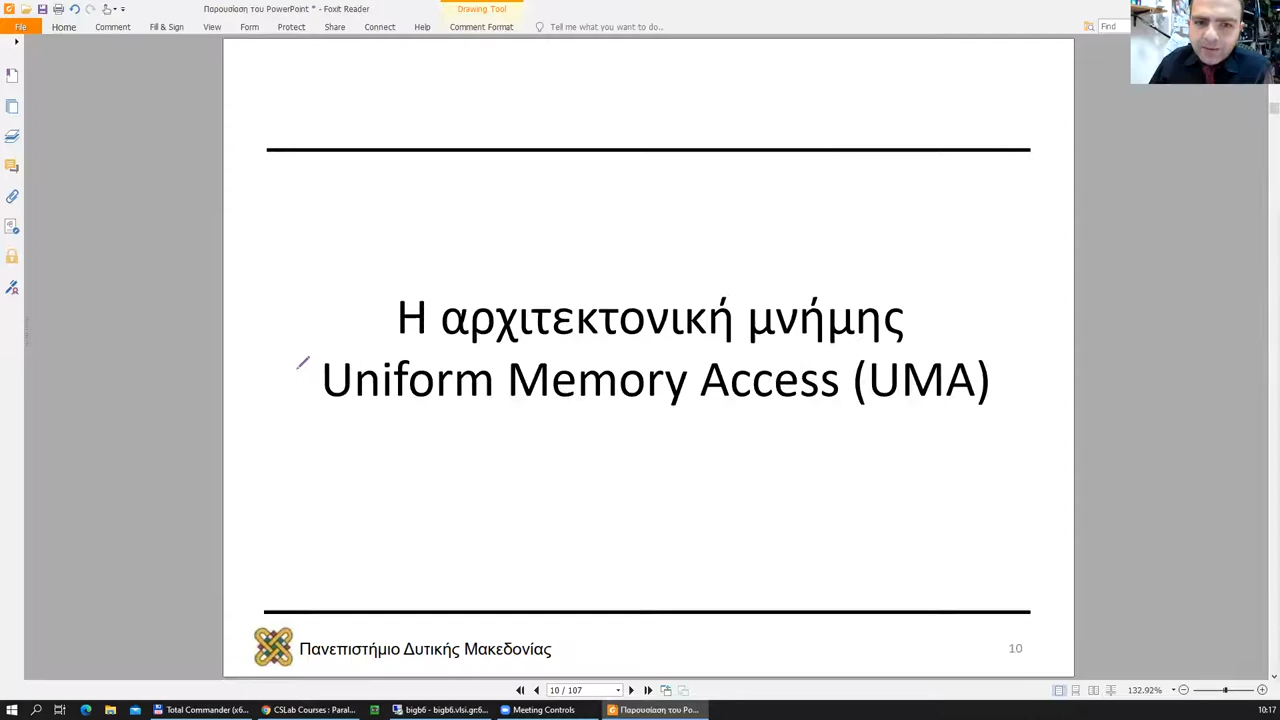 Παρουσίαση του PowerPoint * - Foxit Reader
Drawing Tool
File Home Comment Fill & Sign View Form Protect Share Connect Help Comment Format Tell me what you want to do.. Find
Η αρχιτεκτονική μνήμης
Uniform Memory Access (UMA)
Πανεπιστήμιο Δυτικής Μακεδονίας
10
10 / 107
132.92%
Total Commander (x6... CSLab Courses : Paral... bigb6 - bigb6.vlsi.gr:6... Meeting Controls Παρουσίαση του Po... 10:17